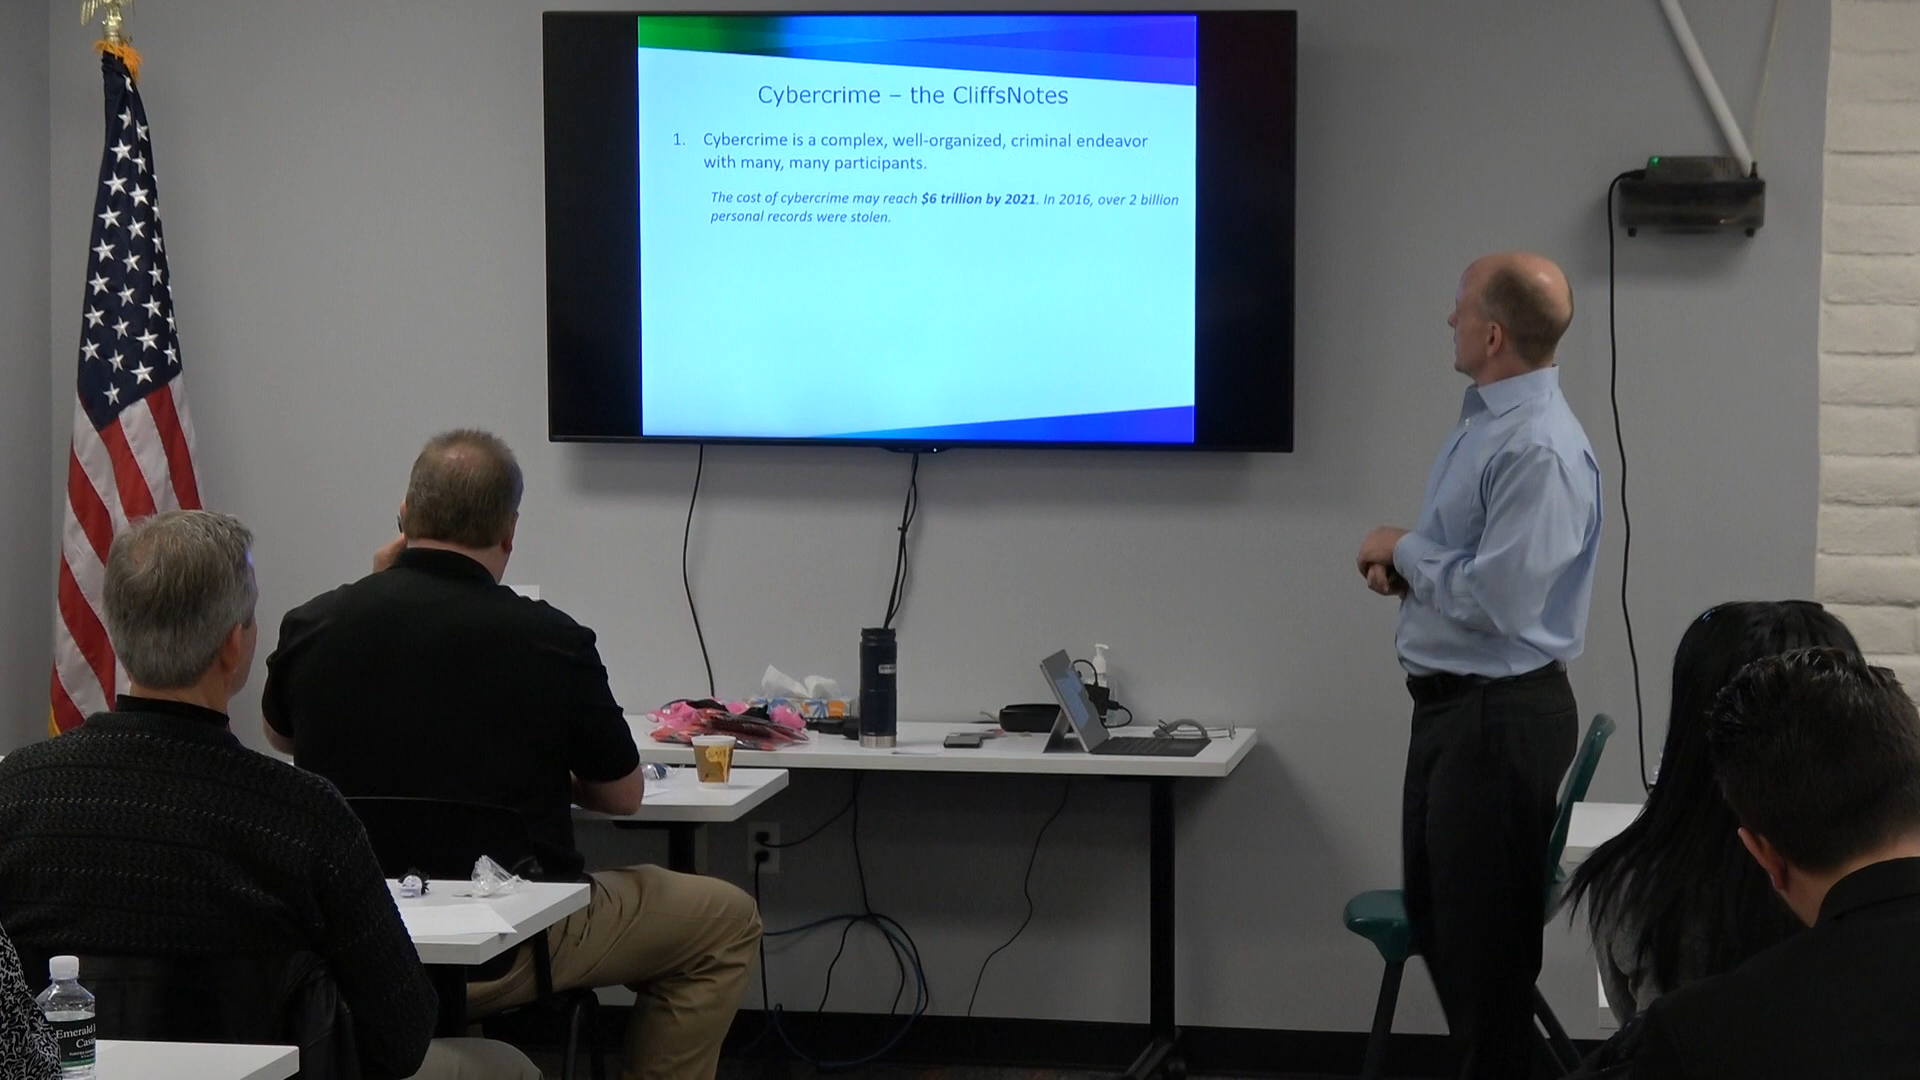 Cybercrime – the CliffsNotes
1. Cybercrime is a complex, well-organized, criminal endeavor
with many, many participants.
The cost of cybercrime may reach $6 trillion by 2021. In 2016, over 2 billion
personal records were stolen.
Emerald